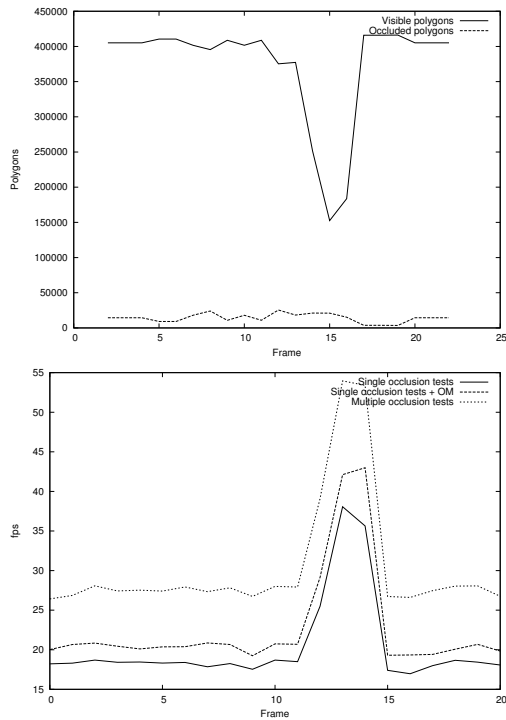 450000
400000
350000
300000
250000
200000
150000
100000
50000
0
Polygons
Visible polygons
Occluded polygons
0 5 10 15 20 25
Frame
55
50
45
40
35
30
25
20
15
fps
Single occlusion tests
Single occlusion tests + OM
Multiple occlusion tests
0 5 10 15 20
Frame